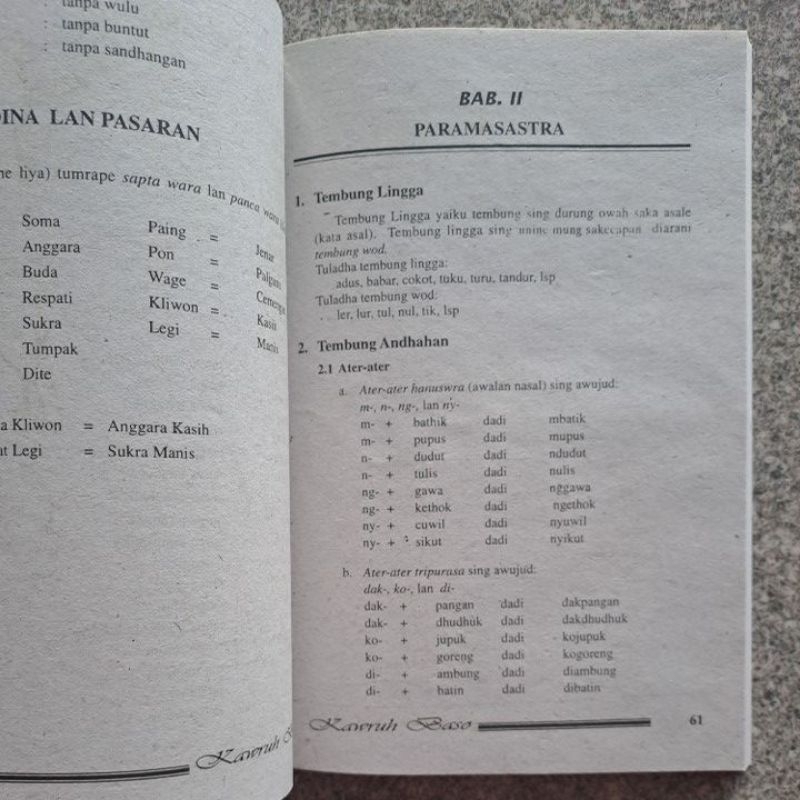 : tanpa wulu
: tanpa buntut
: tanpa sandhangan
INA LAN PASARAN
ne liya) tumrape sapta wara lan panca wara
Soma Paing = Jenar
Anggara Pon =
Buda Wage =
Respati Kliwon = Kasih
Sukra Legi = Manis
Tumpak
Dite
a Kliwon = Anggara Kasih
at Legi = Sukra Manis
Kawruh
BAB. II
PARAMASASTRA
1. Tembung Lingga
Tembung Lingga yaiku tembung sing durung owah saka asale
(kata asal). Tembung lingga sing unine mung sakecapan diarani
tembung wod.
Tuladha tembung lingga:
adus, babar, cokot, tuku, turu, tandur, lsp
Tuladha tembung wod:
ler, lur, tul, nul, tik, lsp
2. Tembung Andhahan
2.1 Ater-ater
a. Ater-ater hanuswra (awalan nasal) sing awujud:
m-, n-, ng-, lan ny-
m- + bathik dadi mbatik
m- + pupus dadi mupus
n- + dudut dadi ndudut
n- + tulis dadi nulis
ng- + gawa dadi nggawa
ng- + kethok dadi ngethok
ny- + cuwil dadi nyuwil
ny- + sikut dadi nyikut
b. Ater-ater tripurusa sing awujud:
dak-, ko-, lan di-
dak- + pangan dadi dakpangan
dak- + dhudhuk dadi dakdhudhuk
ko- + jupuk dadi kojupuk
ko- + goreng dadi kogoreng
di- + ambung dadi diambung
di- + batin dadi dibatin
Kawruh Baso 61